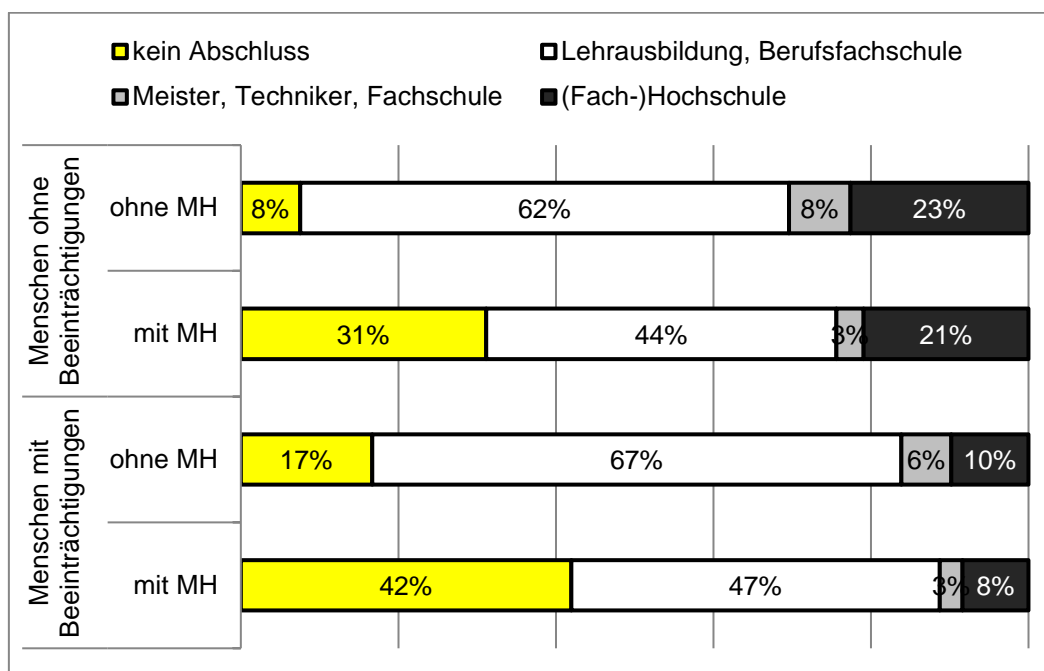 kein Abschluss
Lehrausbildung, Berufsfachschule
Meister, Techniker, Fachschule
(Fach-)Hochschule
Menschen ohne
Beeinträchtigungen
ohne MH
8%
62%
8%
23%
mit MH
31%
44%
3%
21%
Menschen mit
Beeinträchtigungen
ohne MH
17%
67%
6%
10%
mit MH
42%
47%
3%
8%